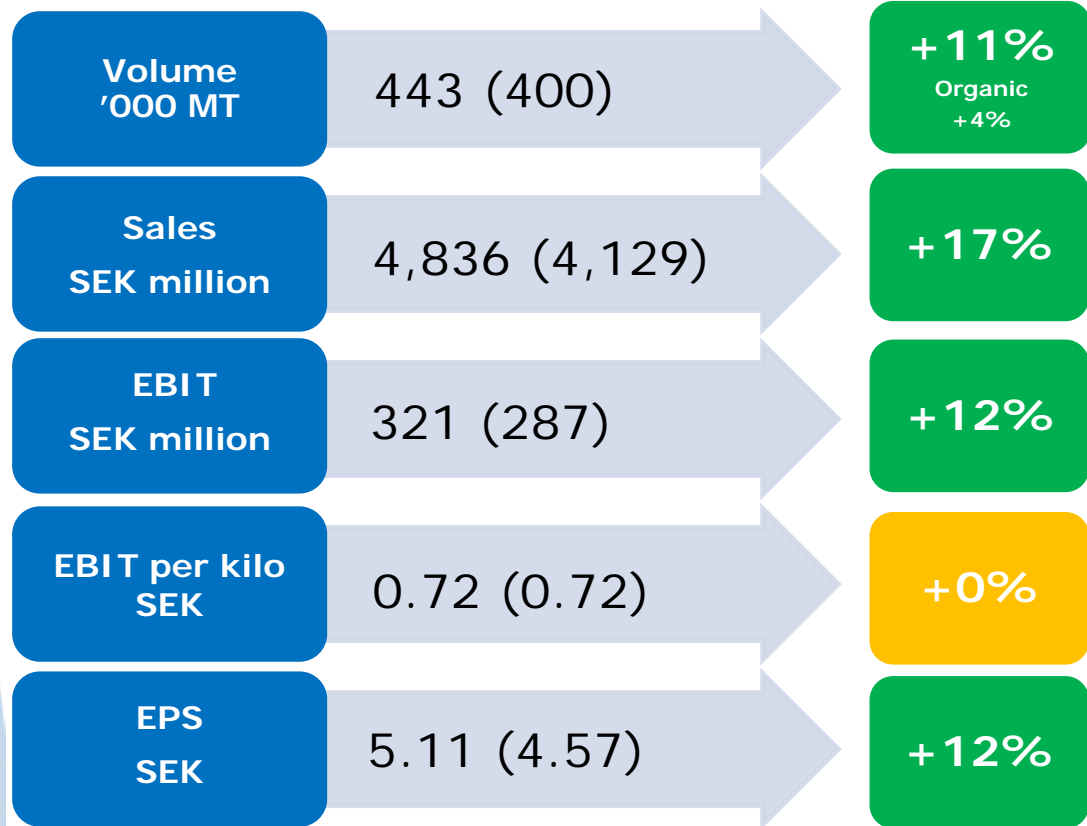 Volume
'000 MT
443 (400)
+11%
Organic
+4%
Sales
SEK million
4,836 (4,129)
+17%
EBIT
SEK million
321 (287)
+12%
EBIT per kilo
SEK
0.72 (0.72)
+0%
EPS
SEK
5.11 (4.57)
+12%